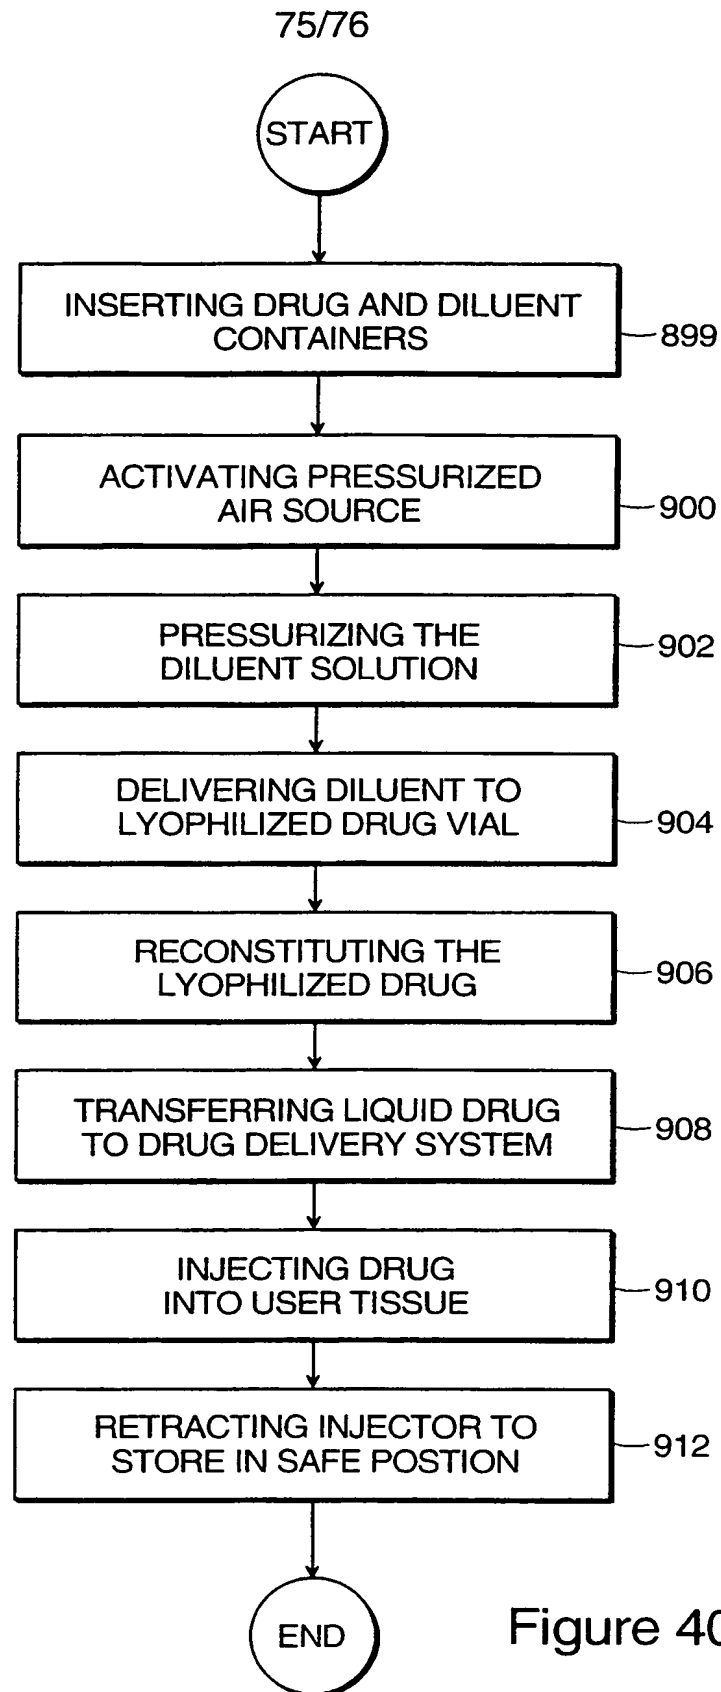 75/76
START
INSERTING DRUG AND DILUENT
CONTAINERS
899
ACTIVATING PRESSURIZED
AIR SOURCE
900
PRESSURIZING THE
DILUENT SOLUTION
902
DELIVERING DILUENT TO
LYOPHILIZED DRUG VIAL
904
RECONSTITUTING THE
LYOPHILIZED DRUG
906
TRANSFERRING LIQUID DRUG
TO DRUG DELIVERY SYSTEM
908
INJECTING DRUG
INTO USER TISSUE
910
RETRACTING INJECTOR TO
STORE IN SAFE POSTION
912
END
Figure 40